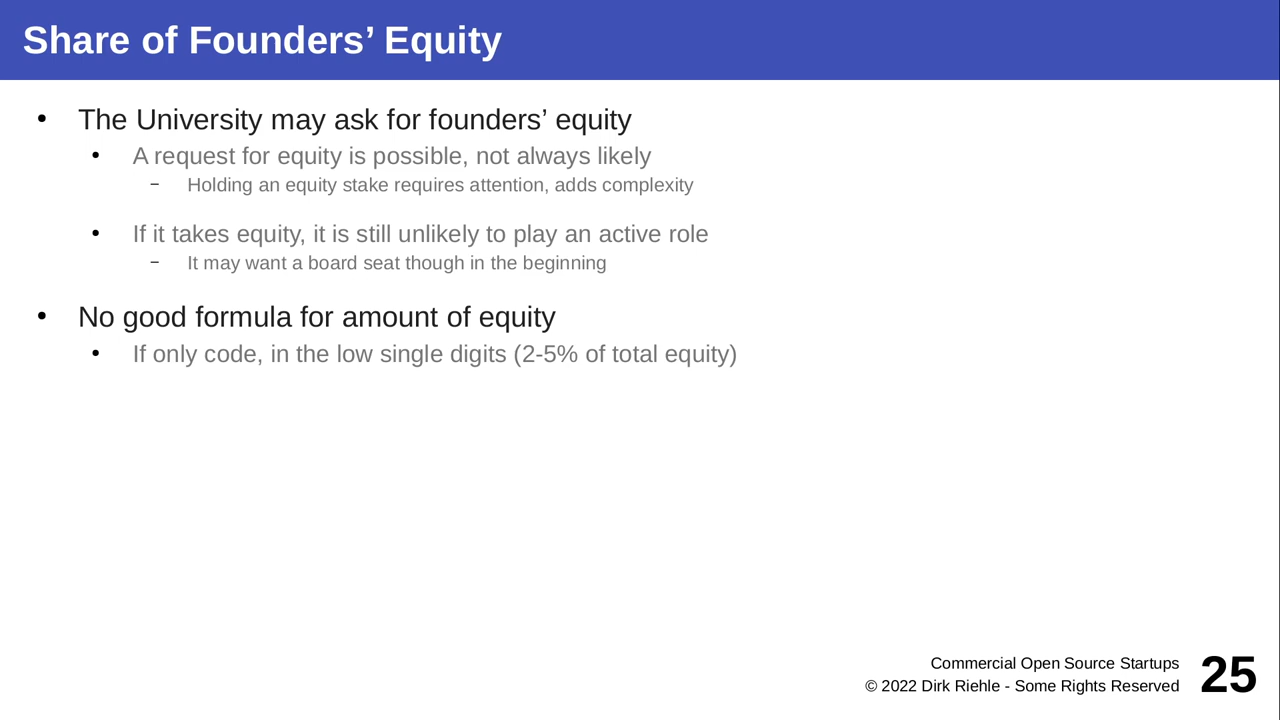 Share of Founders’ Equity
• The University may ask for founders’ equity
• A request for equity is possible, not always likely
– Holding an equity stake requires attention, adds complexity
• If it takes equity, it is still unlikely to play an active role
– It may want a board seat though in the beginning
• No good formula for amount of equity
• If only code, in the low single digits (2-5% of total equity)
Commercial Open Source Startups
© 2022 Dirk Riehle - Some Rights Reserved
25